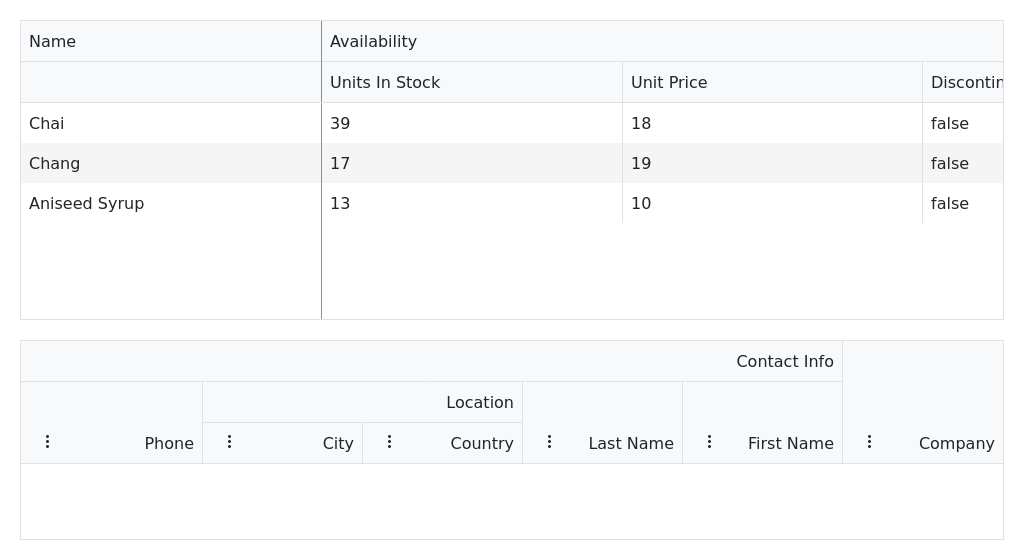 Name Availability
Units In Stock Unit Price Discontin
Chai 39 18 false
Chang 17 19 false
Aniseed Syrup 13 10 false
Contact Info
Location
Phone City Country Last Name First Name Company